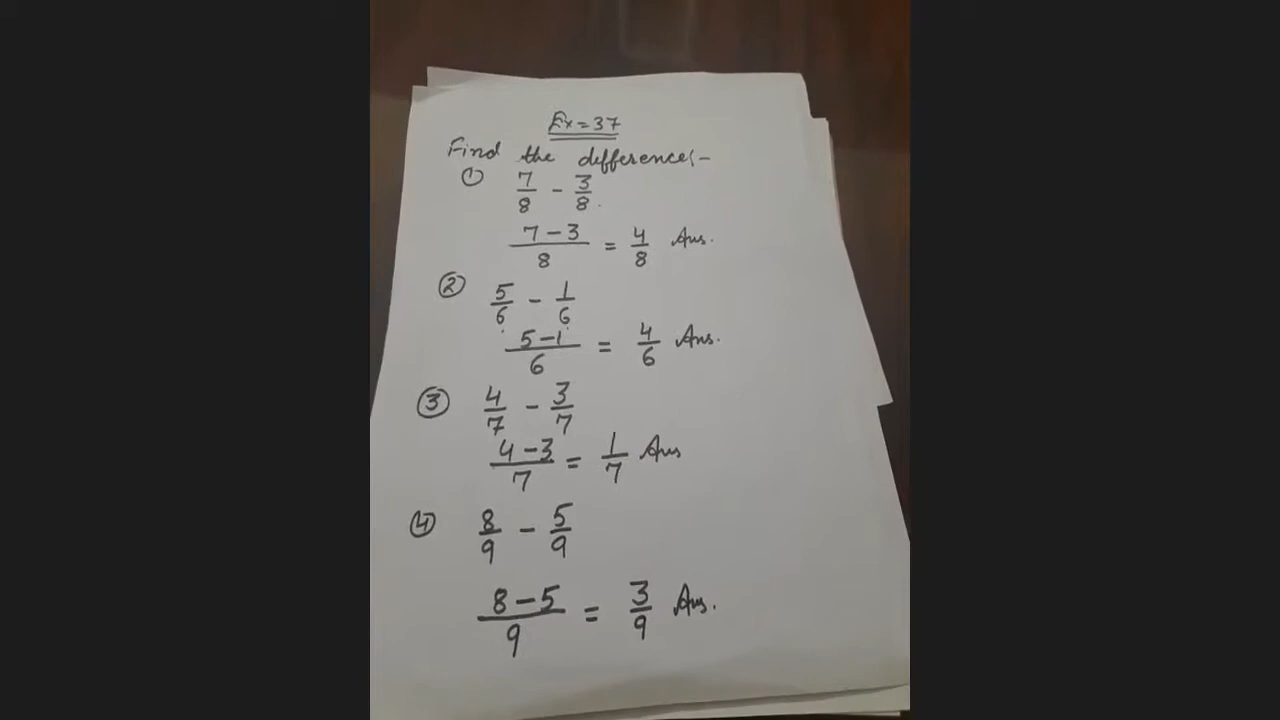 Ex = 37
Find the difference:-
① 7/8 - 3/8
7-3/8 = 4/8 Ans.
② 5/6 - 1/6
5-1/6 = 4/6 Ans.
③ 4/7 - 3/7
4-3/7 = 1/7 Ans
④ 8/9 - 5/9
8-5/9 = 3/9 Ans.